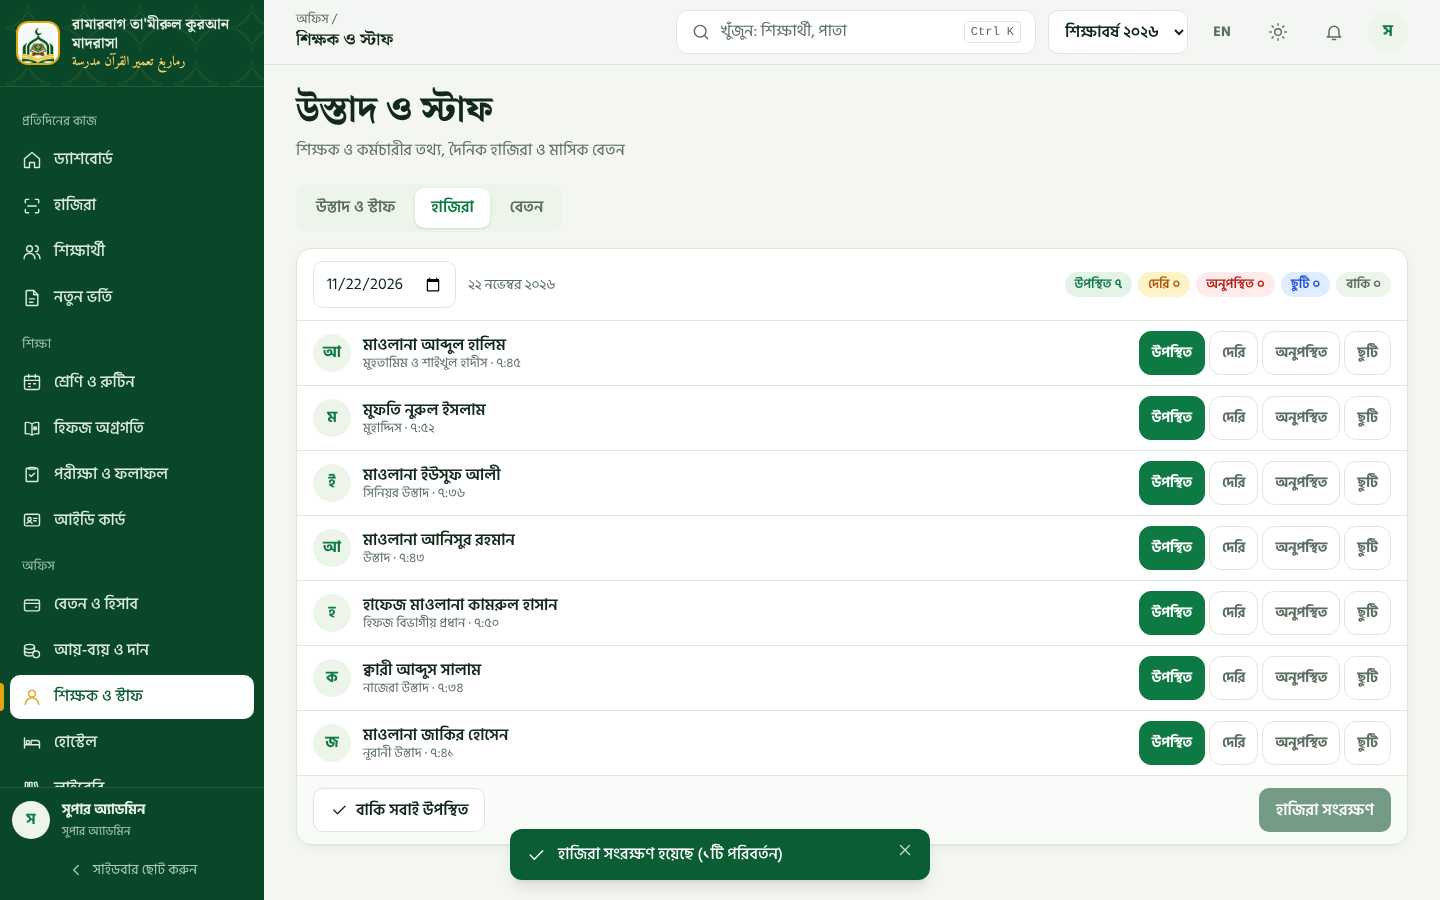 রামারবাগ তা'মীরুল কুরআন
মাদরাসা
رمارباغ تعمير القرآن مدرسة
প্রতিদিনের কাজ
ড্যাশবোর্ড
হাজিরা
শিক্ষার্থী
নতুন ভর্তি
শিক্ষা
শ্রেণি ও রুটিন
হিফজ অগ্রগতি
পরীক্ষা ও ফলাফল
আইডি কার্ড
অফিস
বেতন ও হিসাব
আয়-ব্যয় ও দান
শিক্ষক ও স্টাফ
হোস্টেল
লাইব্রেরি
স
সুপার অ্যাডমিন
সুপার অ্যাডমিন
সাইডবার ছোট করুন
অফিস /
শিক্ষক ও স্টাফ
খুঁজুন: শিক্ষার্থী, পাতা
Ctrl K
শিক্ষাবর্ষ ২০২৬
EN
স
উস্তাদ ও স্টাফ
শিক্ষক ও কর্মচারীর তথ্য, দৈনিক হাজিরা ও মাসিক বেতন
উস্তাদ ও স্টাফ
হাজিরা
বেতন
11/22/2026
২২ নভেম্বর ২০২৬
উপস্থিত ৭
দেরি ০
অনুপস্থিত ০
ছুটি ০
বাকি ০
আ
মাওলানা আব্দুল হালিম
মুহতামিম ও শাইখুল হাদীস · ৭:৪৫
উপস্থিত দেরি অনুপস্থিত ছুটি
ম
মুফতি নুরুল ইসলাম
মুহাদ্দিস · ৭:৫২
উপস্থিত দেরি অনুপস্থিত ছুটি
ই
মাওলানা ইউসুফ আলী
সিনিয়র উস্তাদ · ৭:৩৬
উপস্থিত দেরি অনুপস্থিত ছুটি
আ
মাওলানা আনিসুর রহমান
উস্তাদ · ৭:৪৩
উপস্থিত দেরি অনুপস্থিত ছুটি
হ
হাফেজ মাওলানা কামরুল হাসান
হিফজ বিভাগীয় প্রধান · ৭:৫০
উপস্থিত দেরি অনুপস্থিত ছুটি
ক
ক্বারী আব্দুস সালাম
নাজেরা উস্তাদ · ৭:৩৪
উপস্থিত দেরি অনুপস্থিত ছুটি
জ
মাওলানা জাকির হোসেন
নূরানী উস্তাদ · ৭:৪১
উপস্থিত দেরি অনুপস্থিত ছুটি
বাকি সবাই উপস্থিত
হাজিরা সংরক্ষণ
হাজিরা সংরক্ষণ হয়েছে (১টি পরিবর্তন)